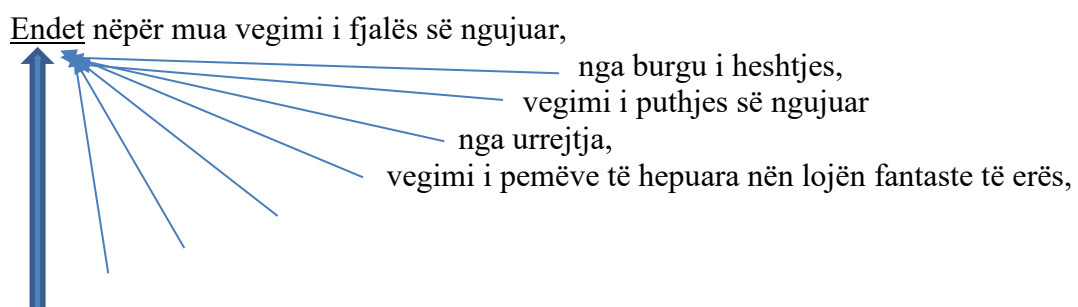 Endet nëpër mua vegimi i fjalës së ngujuar,
nga burgu i heshtjes,
vegimi i puthjes së ngujuar
nga urrejtja,
vegimi i pemëve të hepuara nën lojën fantaste të erës,